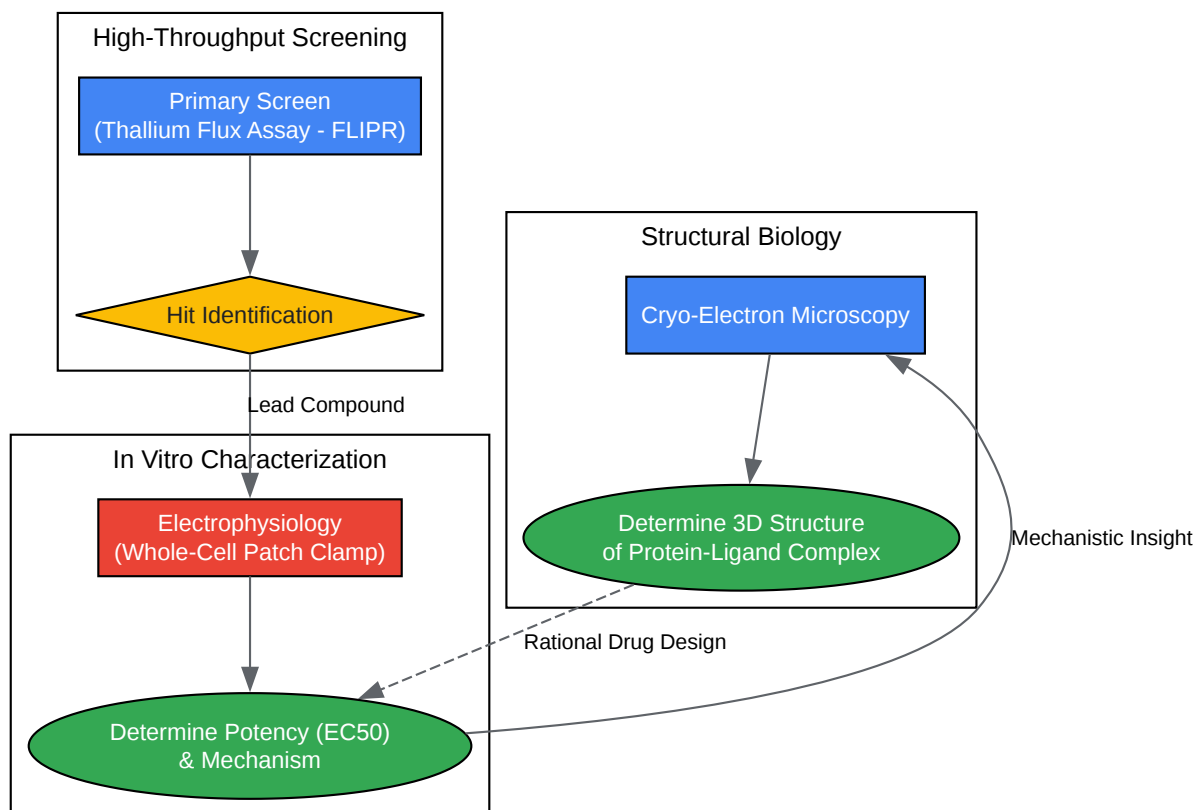 High-Throughput Screening
Primary Screen
(Thallium Flux Assay - FLIPR)
Hit Identification
Lead Compound
In Vitro Characterization
Electrophysiology
(Whole-Cell Patch Clamp)
Determine Potency (EC50)
& Mechanism
Structural Biology
Cryo-Electron Microscopy
Determine 3D Structure
of Protein-Ligand Complex
Mechanistic Insight
Rational Drug Design